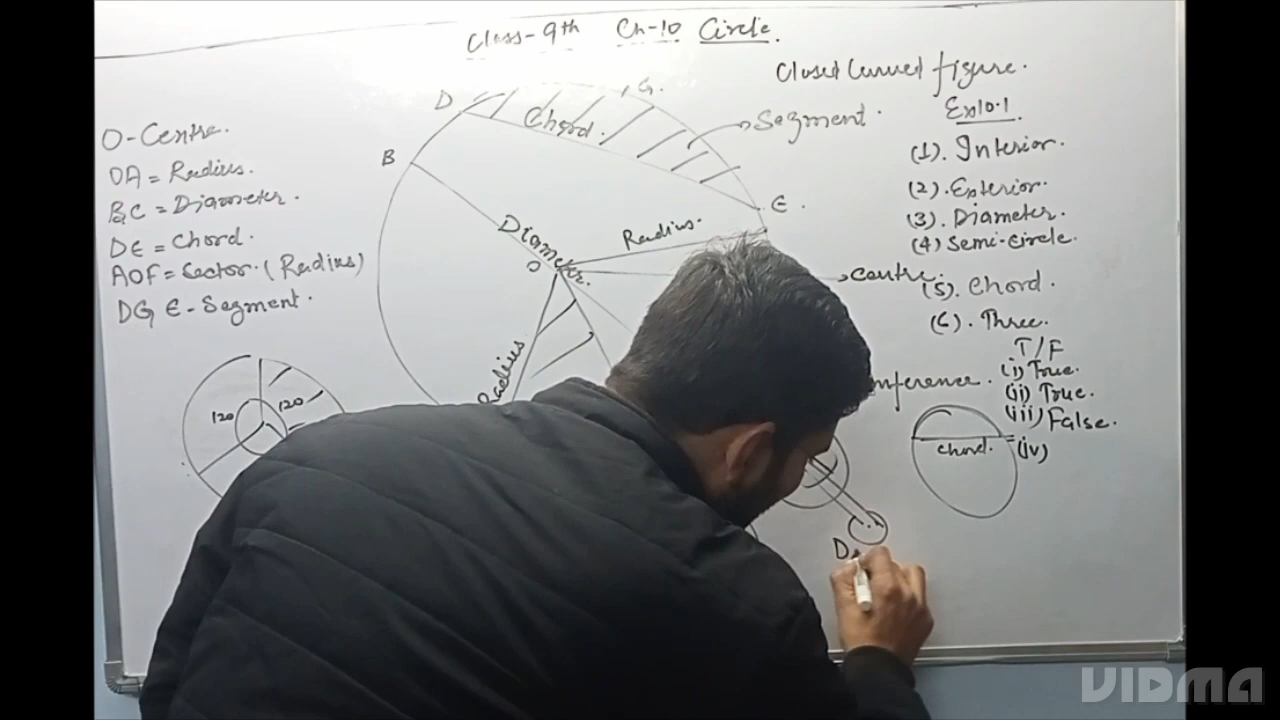 Class-9th Ch-10 Circle.
Closed Curved figure.
Ex10.1
(1). Interior.
(2). Exterior.
(3). Diameter.
(4) Semi-circle.
(5). Chord.
(6). Three.
T/F
(i) True.
(ii) True.
(iii) False.
(iv)
chord.
O-Centre.
OA = Radius.
BC = Diameter.
DE = Chord.
AOF = Sector. (Radius)
DG E - Segment.
D
G.
Chord.
Segment.
B
E.
Diameter.
Radius.
O
centre.
Radius
120
120
D
VIDMA